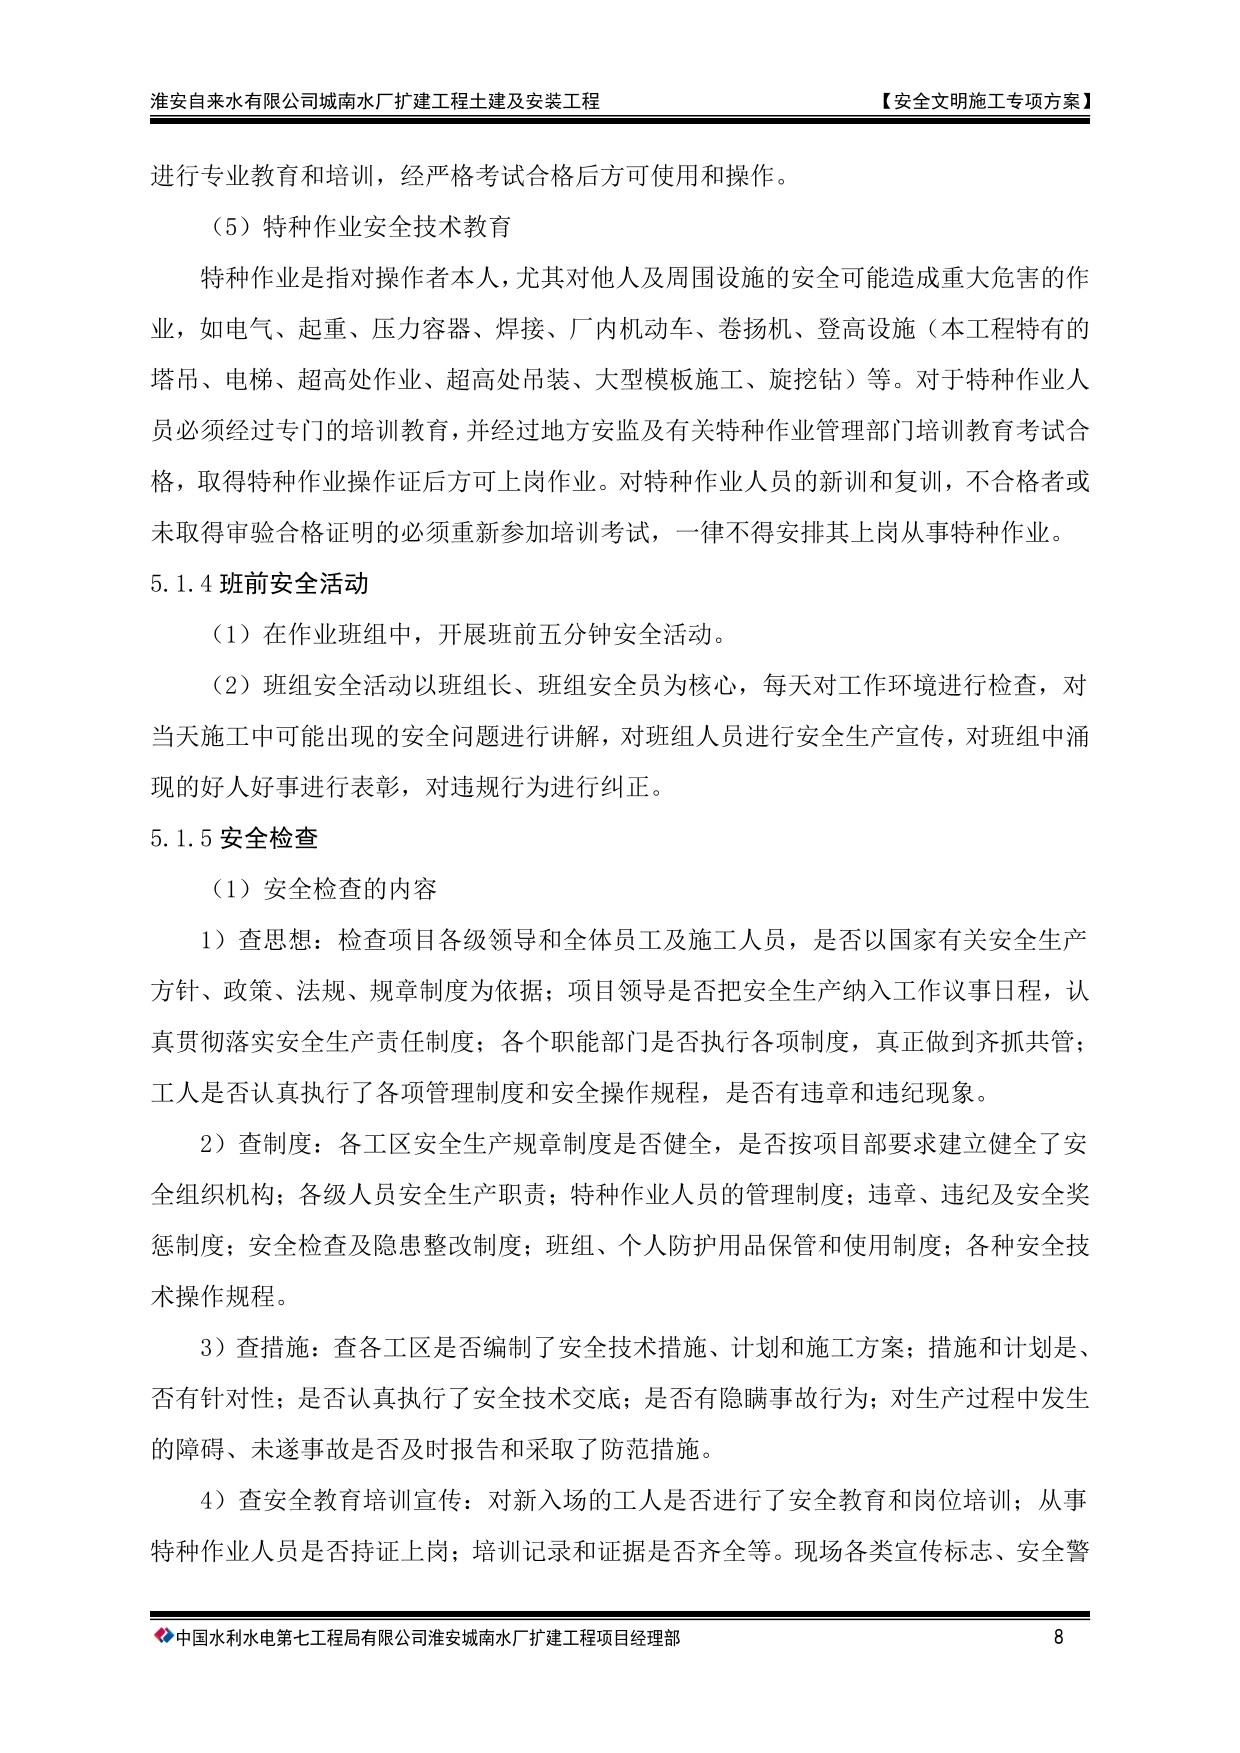 淮安自来水有限公司城南水厂扩建工程土建及安装工程 【安全文明施工专项方案】
进行专业教育和培训，经严格考试合格后方可使用和操作。
（5）特种作业安全技术教育
特种作业是指对操作者本人，尤其对他人及周围设施的安全可能造成重大危害的作
业，如电气、起重、压力容器、焊接、厂内机动车、卷扬机、登高设施（本工程特有的
塔吊、电梯、超高处作业、超高处吊装、大型模板施工、旋挖钻）等。对于特种作业人
员必须经过专门的培训教育，并经过地方安监及有关特种作业管理部门培训教育考试合
格，取得特种作业操作证后方可上岗作业。对特种作业人员的新训和复训，不合格者或
未取得审验合格证明的必须重新参加培训考试，一律不得安排其上岗从事特种作业。
5.1.4 班前安全活动
（1）在作业班组中，开展班前五分钟安全活动。
（2）班组安全活动以班组长、班组安全员为核心，每天对工作环境进行检查，对
当天施工中可能出现的安全问题进行讲解，对班组人员进行安全生产宣传，对班组中涌
现的好人好事进行表彰，对违规行为进行纠正。
5.1.5 安全检查
（1）安全检查的内容
1）查思想：检查项目各级领导和全体员工及施工人员，是否以国家有关安全生产
方针、政策、法规、规章制度为依据；项目领导是否把安全生产纳入工作议事日程，认
真贯彻落实安全生产责任制度；各个职能部门是否执行各项制度，真正做到齐抓共管；
工人是否认真执行了各项管理制度和安全操作规程，是否有违章和违纪现象。
2）查制度：各工区安全生产规章制度是否健全，是否按项目部要求建立健全了安
全组织机构；各级人员安全生产职责；特种作业人员的管理制度；违章、违纪及安全奖
惩制度；安全检查及隐患整改制度；班组、个人防护用品保管和使用制度；各种安全技
术操作规程。
3）查措施：查各工区是否编制了安全技术措施、计划和施工方案；措施和计划是、
否有针对性；是否认真执行了安全技术交底；是否有隐瞒事故行为；对生产过程中发生
的障碍、未遂事故是否及时报告和采取了防范措施。
4）查安全教育培训宣传：对新入场的工人是否进行了安全教育和岗位培训；从事
特种作业人员是否持证上岗；培训记录和证据是否齐全等。现场各类宣传标志、安全警
中国水利水电第七工程局有限公司淮安城南水厂扩建工程项目经理部 8